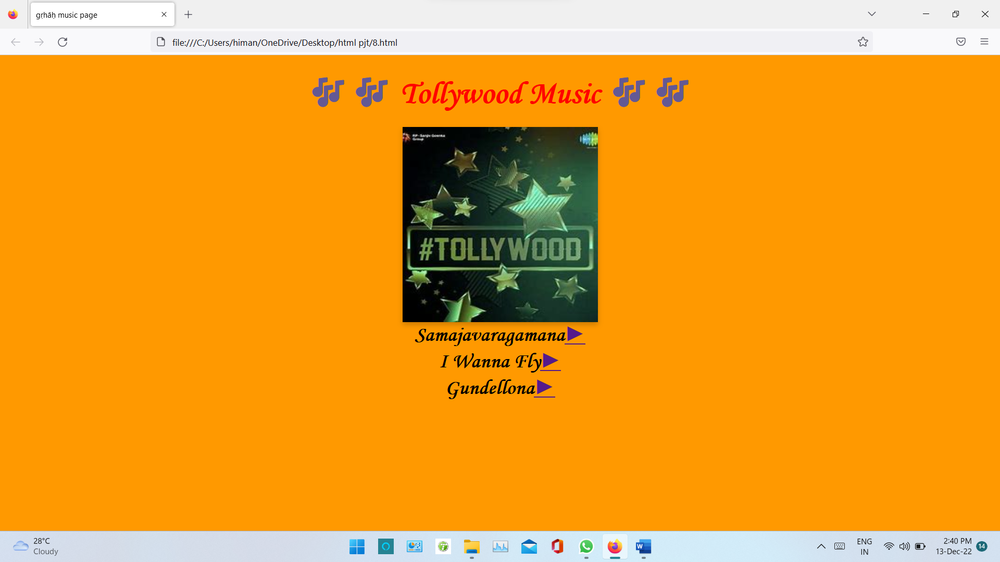 gṛhāḥ music page
file:///C:/Users/himan/OneDrive/Desktop/html pjt/8.html
🎶 🎶 Tollywood Music 🎶 🎶
RP - Sanjiv Goenka
Group
#TOLLYWOOD
Samajavaragamana▶
I Wanna Fly▶
Gundellona▶
28°C
Cloudy
ENG
IN
2:40 PM
13-Dec-22
14